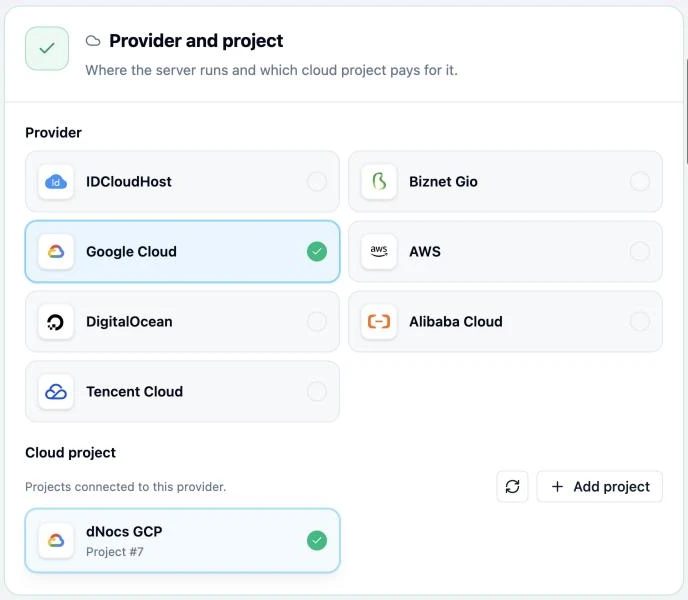 Provider and project
Where the server runs and which cloud project pays for it.
Provider
Id
IDCloudHost
Biznet Gio
Google Cloud
aws
AWS
DigitalOcean
Alibaba Cloud
Tencent Cloud
Cloud project
Projects connected to this provider.
+ Add project
dNocs GCP
Project #7